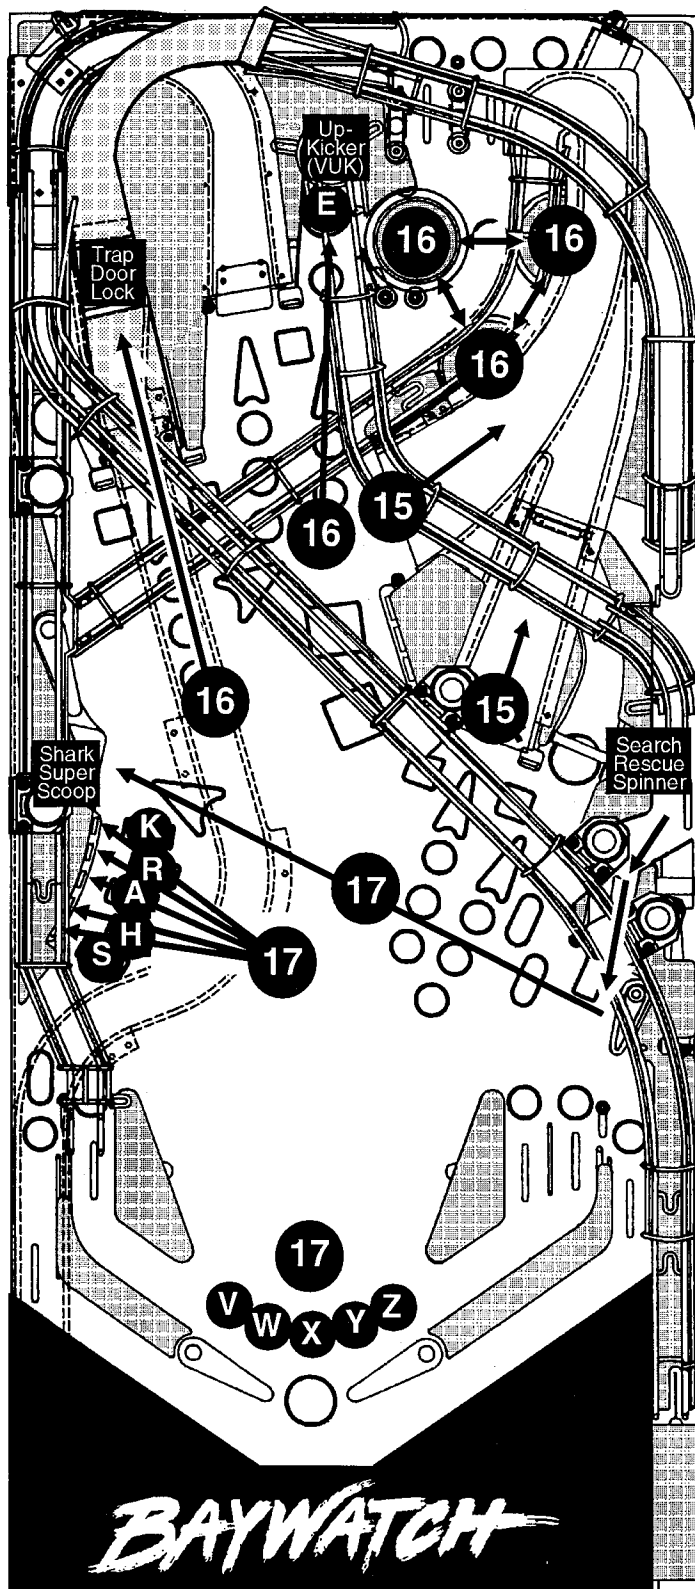 Up-
Kicker
(VUK)
E
16
16
Trap
Door
Lock
16
15
16
16
15
Shark
Super
Scoop
Search
Rescue
Spinner
K
R
A
H
S
17
17
17
V
W
X
Y
Z
BAYWATCH